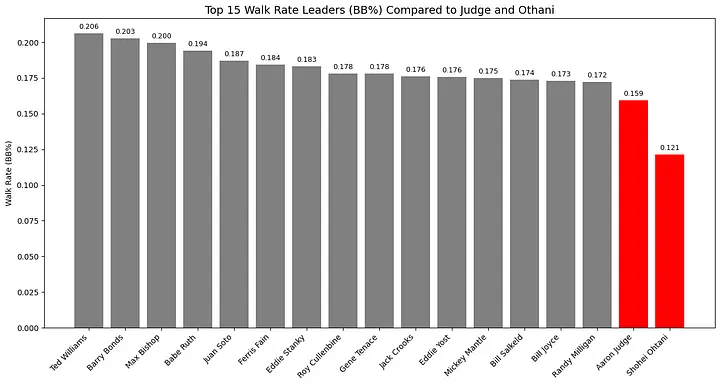 Top 15 Walk Rate Leaders (BB%) Compared to Judge and Othani
Walk Rate (BB%)
0.200
0.175
0.150
0.125
0.100
0.075
0.050
0.025
0.000
0.206
0.203
0.200
0.194
0.187
0.184
0.183
0.178
0.178
0.176
0.176
0.175
0.174
0.173
0.172
0.159
0.121
Ted Williams
Barry Bonds
Max Bishop
Babe Ruth
Juan Soto
Ferris Fain
Eddie Stanky
Roy Cullenbine
Gene Tenace
Jack Crooks
Eddie Yost
Mickey Mantle
Bill Salkeld
Bill Joyce
Randy Milligan
Aaron Judge
Shohei Ohtani